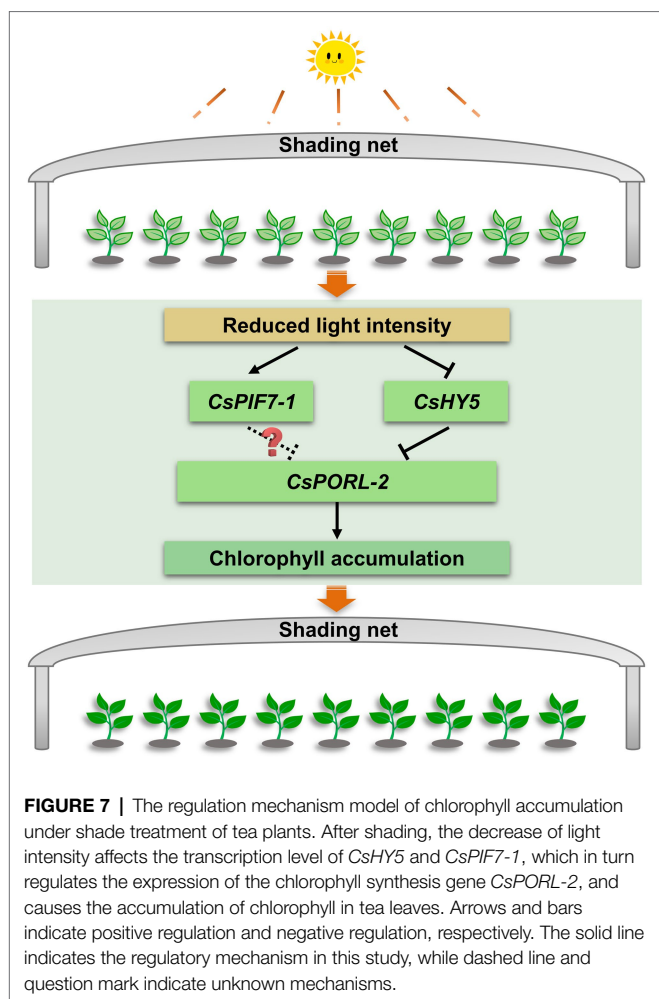 Shading net
Reduced light intensity
CsPIF7-1
CsHY5
?
CsPORL-2
Chlorophyll accumulation
Shading net
FIGURE 7 | The regulation mechanism model of chlorophyll accumulation
under shade treatment of tea plants. After shading, the decrease of light
intensity affects the transcription level of CsHY5 and CsPIF7-1, which in turn
regulates the expression of the chlorophyll synthesis gene CsPORL-2, and
causes the accumulation of chlorophyll in tea leaves. Arrows and bars
indicate positive regulation and negative regulation, respectively. The solid line
indicates the regulatory mechanism in this study, while dashed line and
question mark indicate unknown mechanisms.